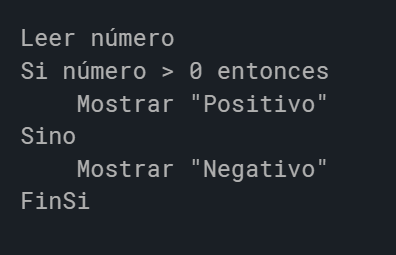 Leer número
Si número > 0 entonces
    Mostrar "Positivo"
Sino
    Mostrar "Negativo"
FinSi